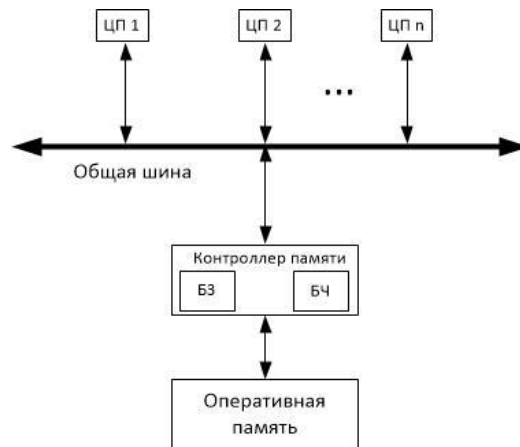 ЦП 1
ЦП 2
...
ЦП n
Общая шина
Контроллер памяти
БЗ
БЧ
Оперативная
память